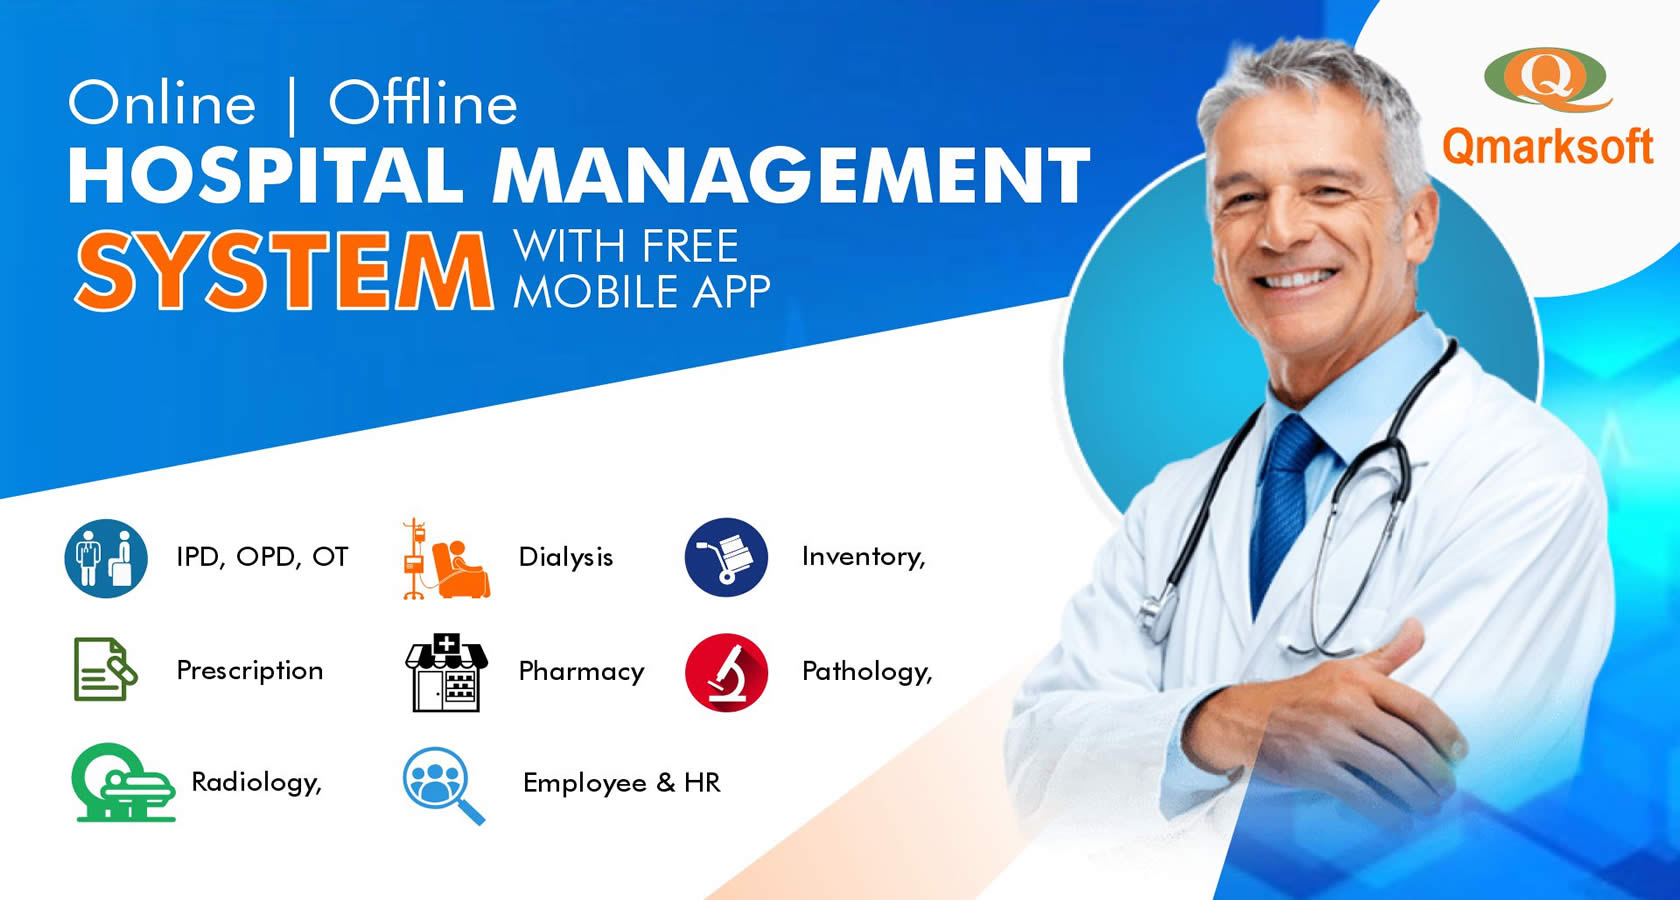 Online | Offline
HOSPITAL MANAGEMENT
SYSTEM
WITH FREE
MOBILE APP
Q
Qmarksoft
IPD, OPD, OT
Dialysis
Inventory,
Prescription
Pharmacy
Pathology,
Radiology,
Employee & HR